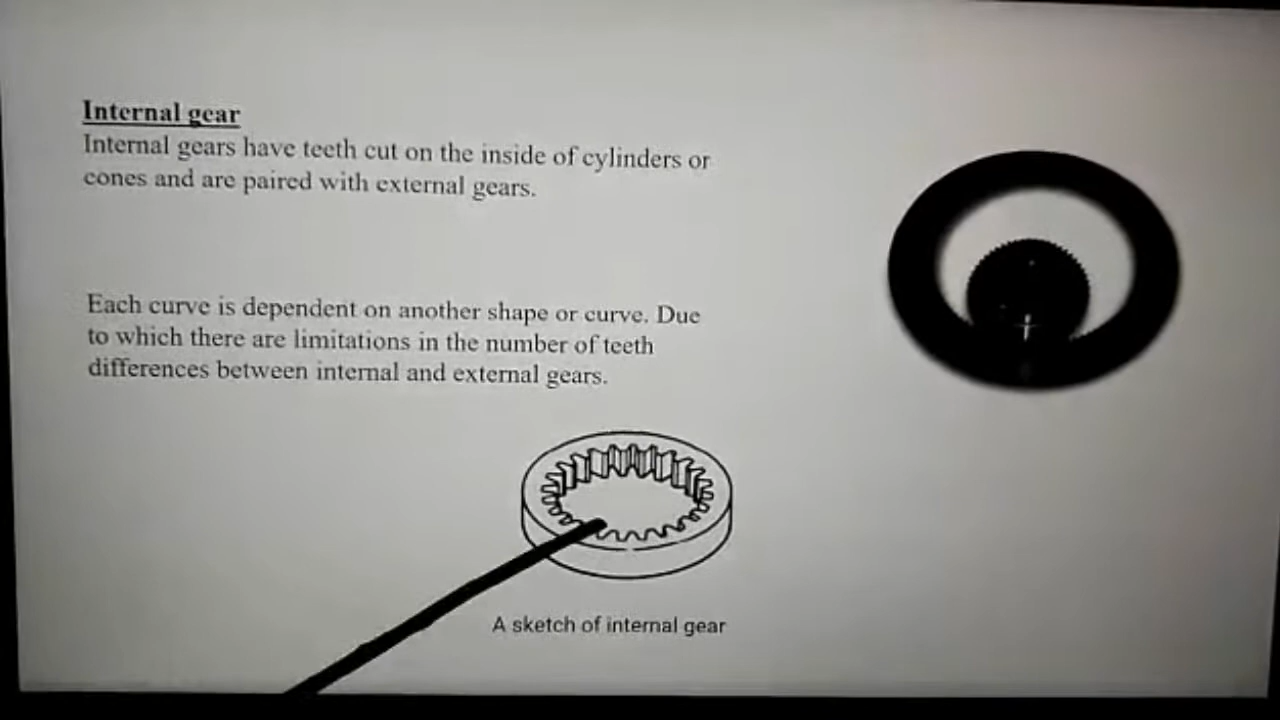 Internal gear
Internal gears have teeth cut on the inside of cylinders or
cones and are paired with external gears.
Each curve is dependent on another shape or curve. Due
to which there are limitations in the number of teeth
differences between internal and external gears.
A sketch of internal gear